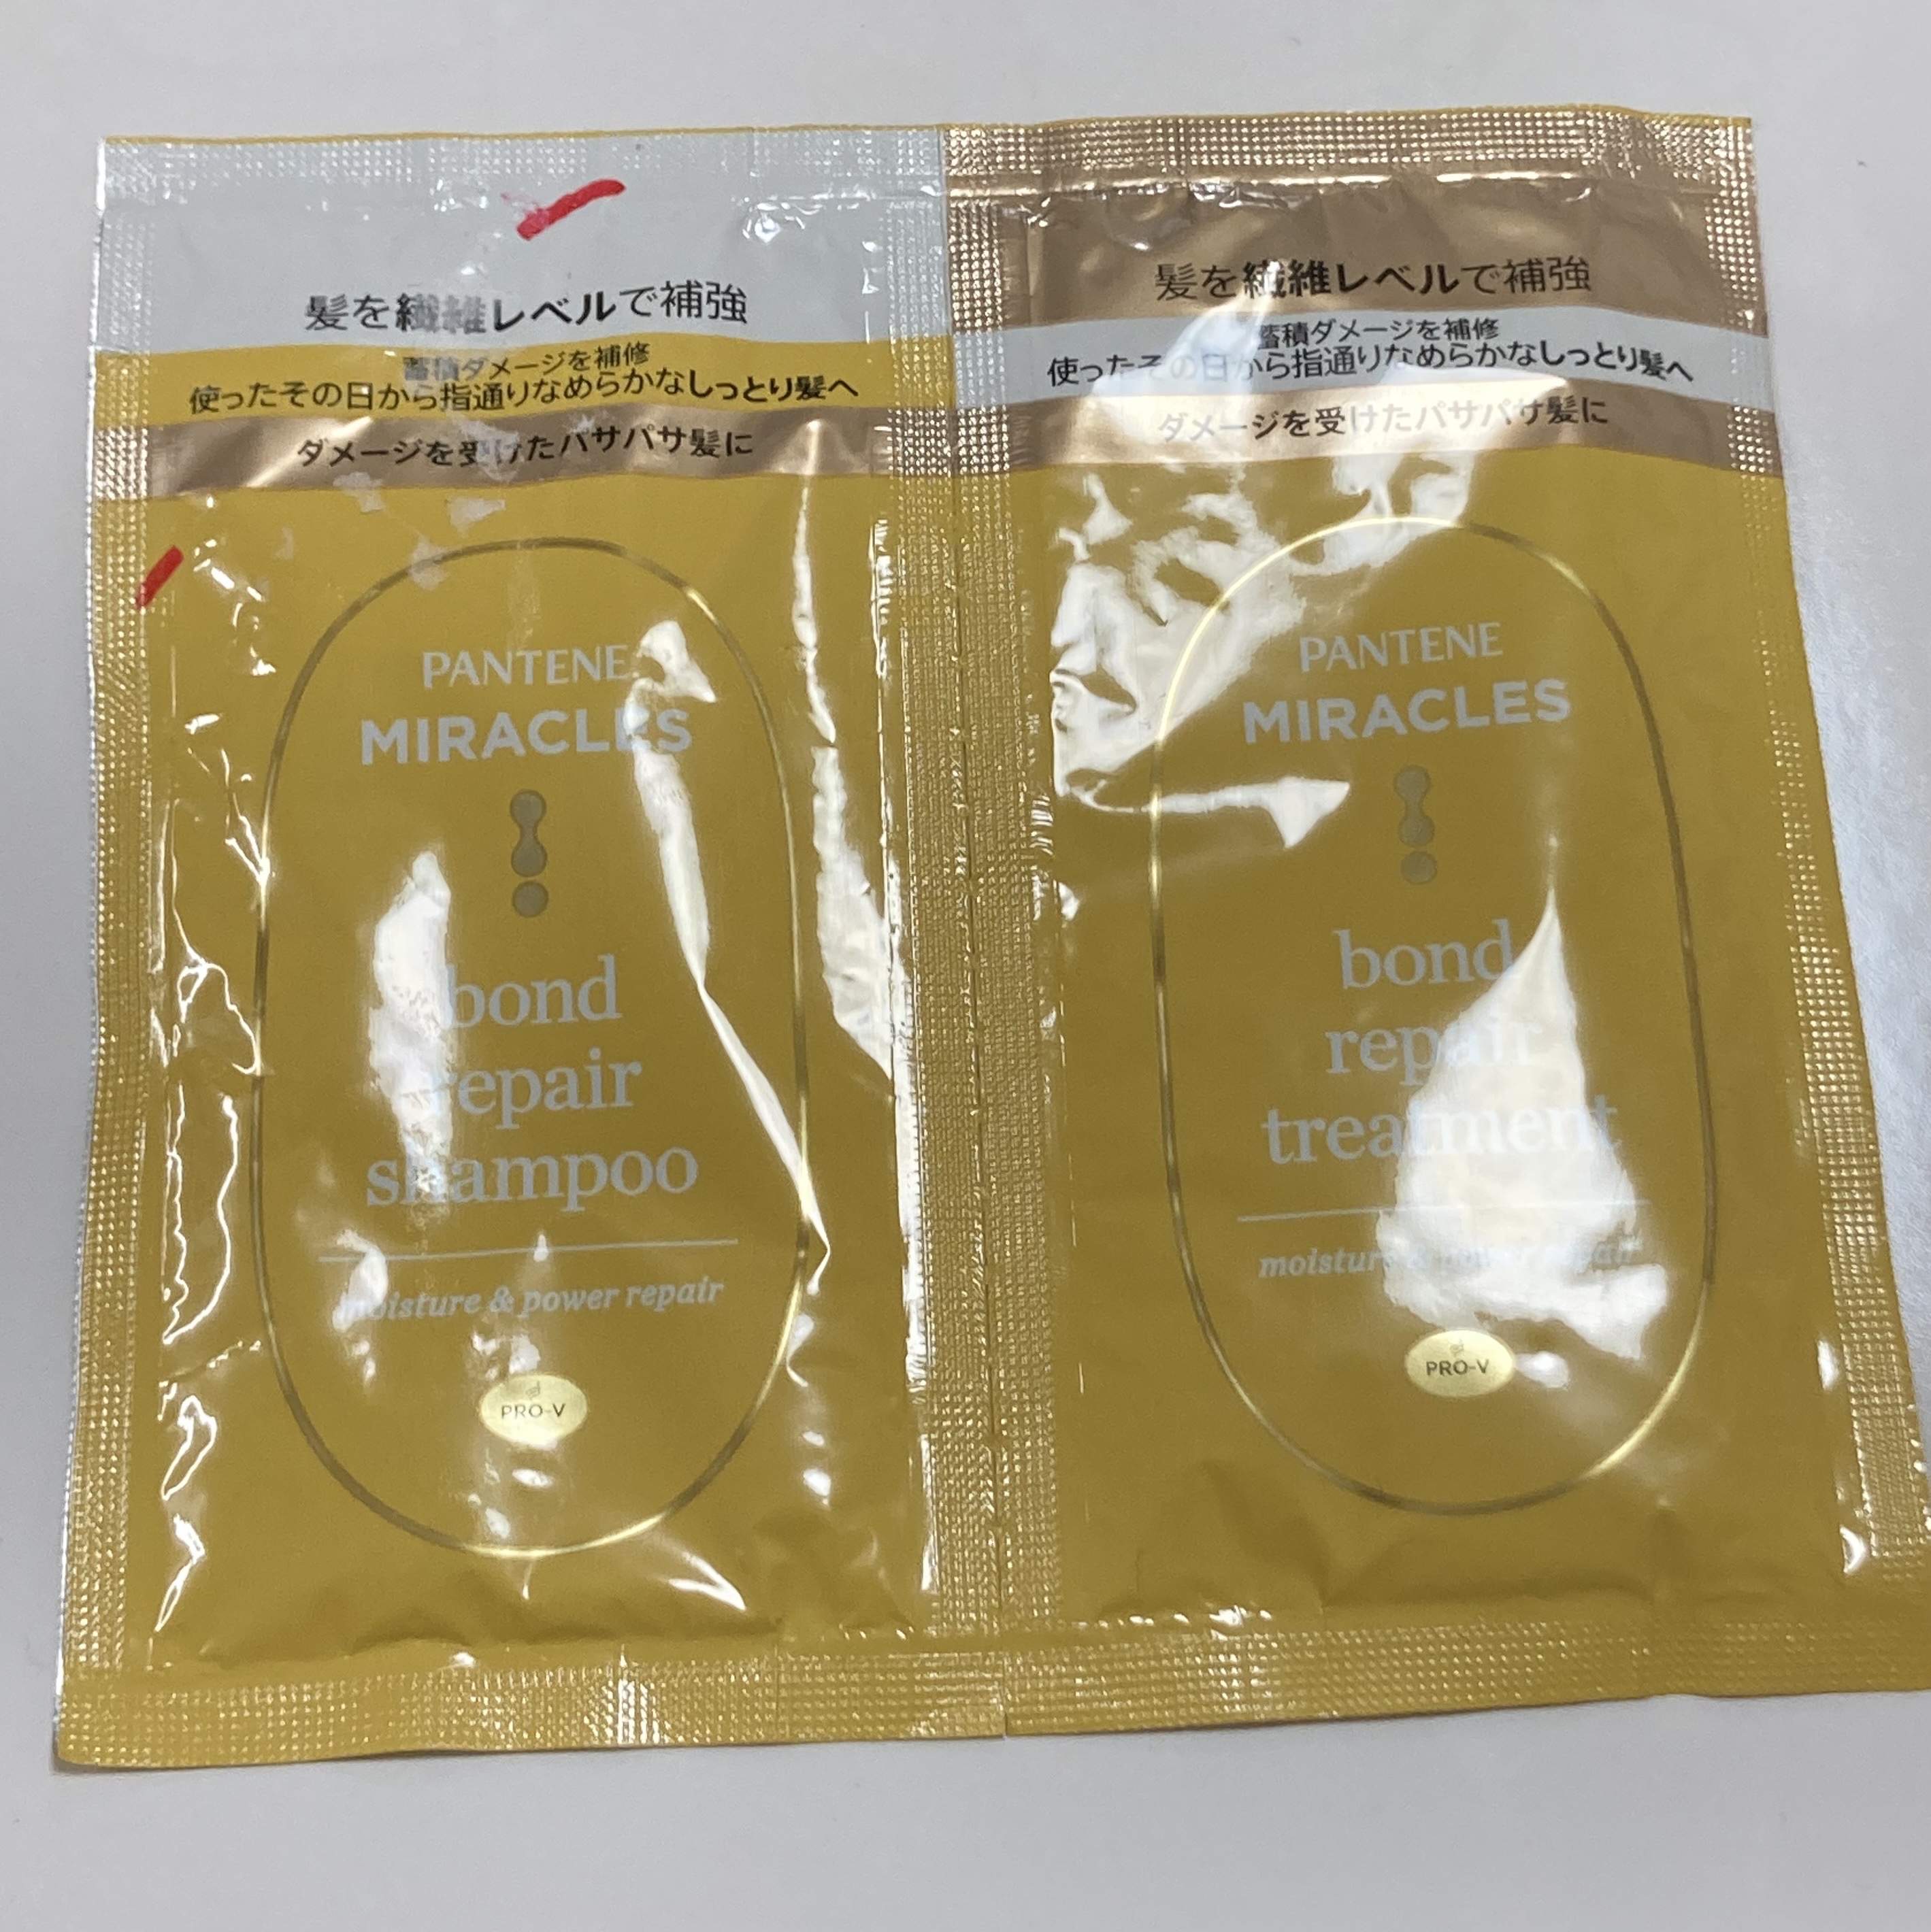 髪を繊維レベルで補強
蓄積ダメージを補修
使ったその日から指通りなめらかなしっとり髪へ
ダメージを受けたパサパサ髪に
PANTENE
MIRACLES
bond
repair
shampoo
moisture & power repair
PRO-V
髪を繊維レベルで補強
蓄積ダメージを補修
使ったその日から指通りなめらかなしっとり髪へ
ダメージを受けたパサパサ髪に
PANTENE
MIRACLES
bond
repair
treatment
moisture & power repair
PRO-V